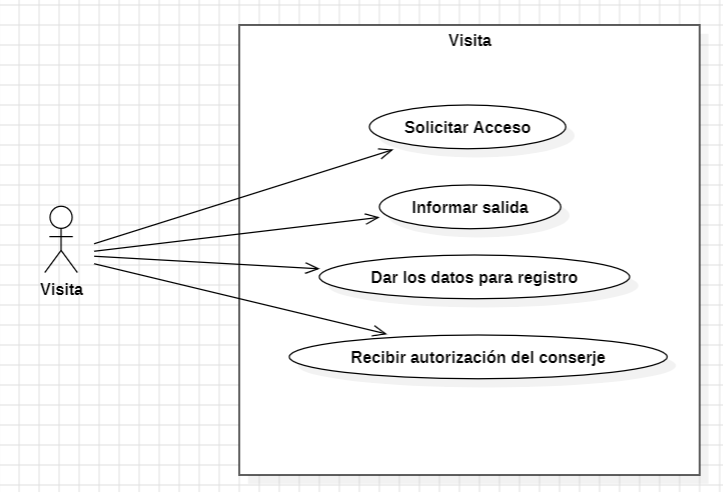 Visita
Solicitar Acceso
Informar salida
Dar los datos para registro
Visita
Recibir autorización del conserje